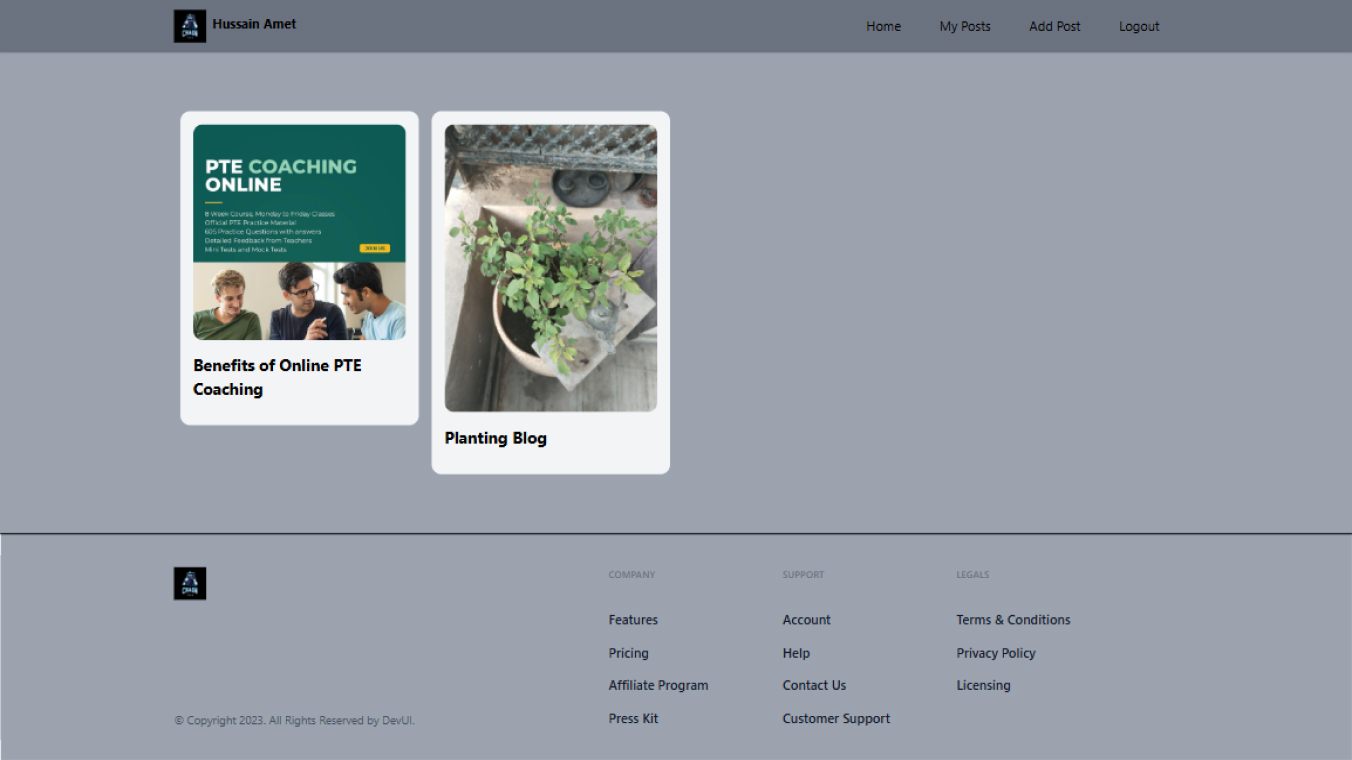 Hussain Amet
Home
My Posts
Add Post
Logout
PTE COACHING
ONLINE
8 Week Course, Monday to Friday Classes
Official PTE Practice Material
605 Practice Questions with answers
Detailed Feedback from Teachers
Mini Tests and Mock Tests
Benefits of Online PTE
Coaching
Planting Blog
COMPANY
Features
Pricing
Affiliate Program
Press Kit
SUPPORT
Account
Help
Contact Us
Customer Support
LEGALS
Terms & Conditions
Privacy Policy
Licensing
© Copyright 2023. All Rights Reserved by DevUI.